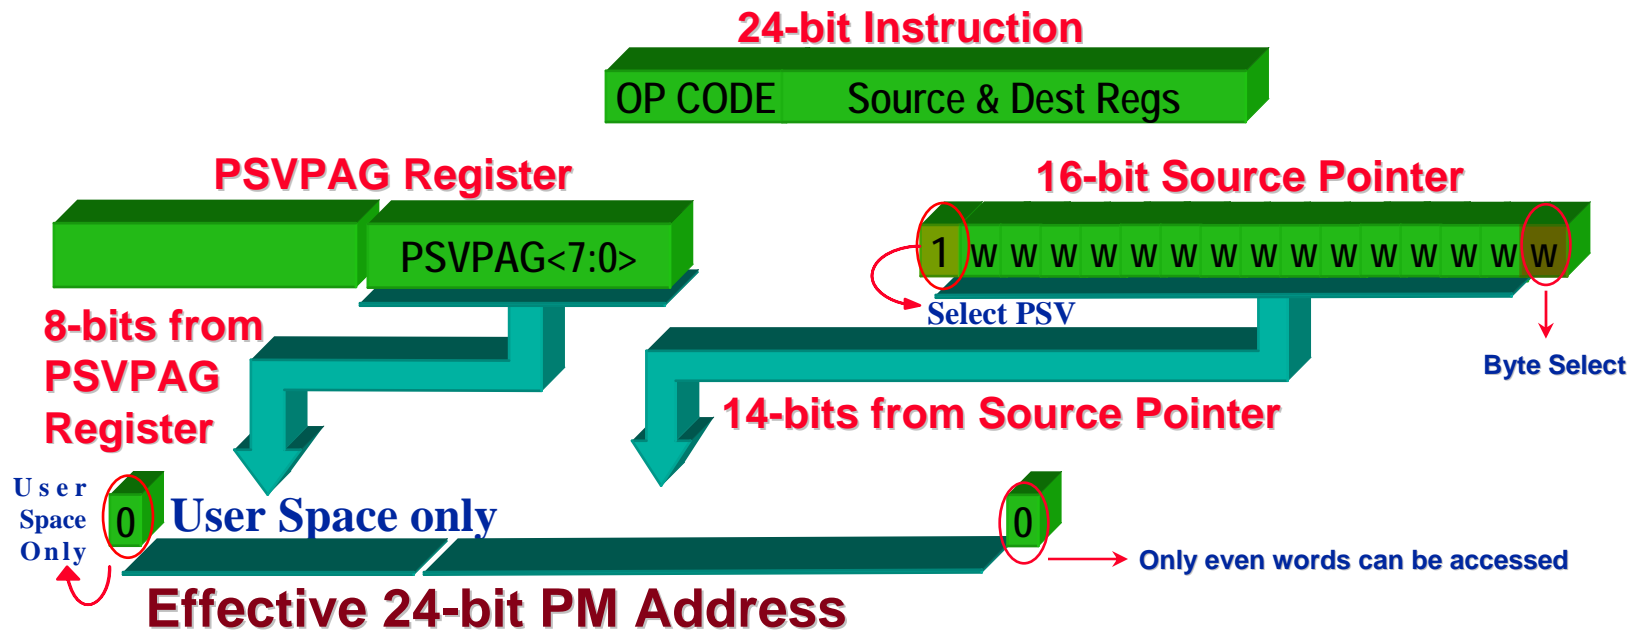 24-bit Instruction
OP CODE Source & Dest Regs
PSVPAG Register
16-bit Source Pointer
PSVPAG<7:0>
1 w w w w w w w w w w w w w w w
Select PSV
8-bits from
PSVPAG
Register
Byte Select
14-bits from Source Pointer
User
Space
Only
0
User Space only
0
Only even words can be accessed
Effective 24-bit PM Address